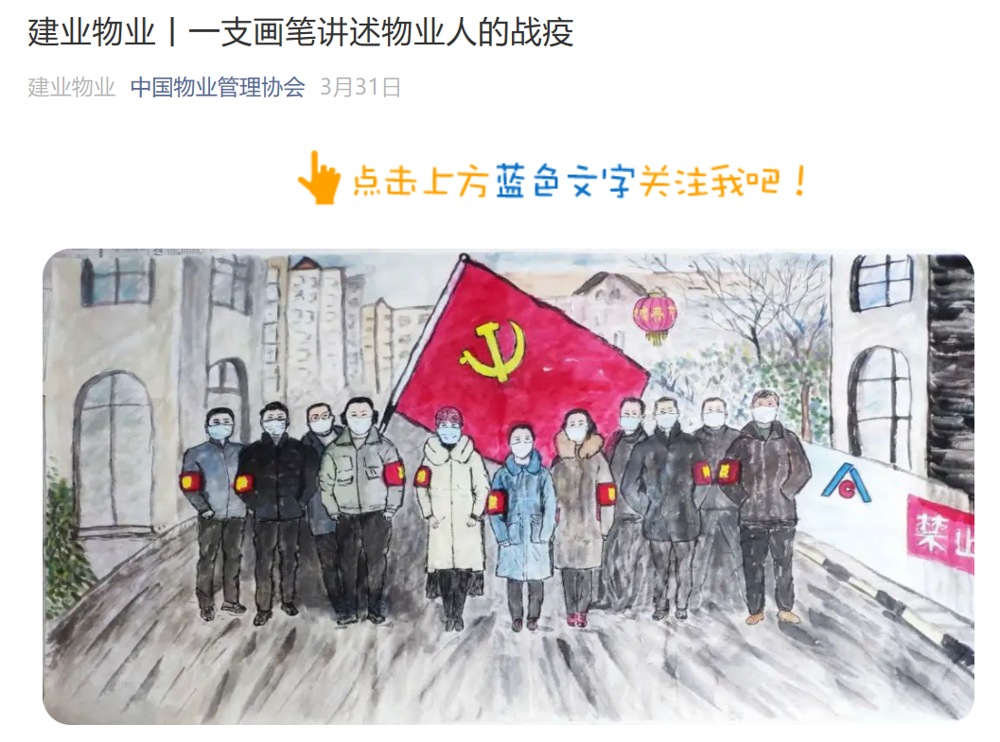 建业物业丨一支画笔讲述物业人的战疫
建业物业 中国物业管理协会 3月31日
点击上方蓝色文字关注我吧！
禁止